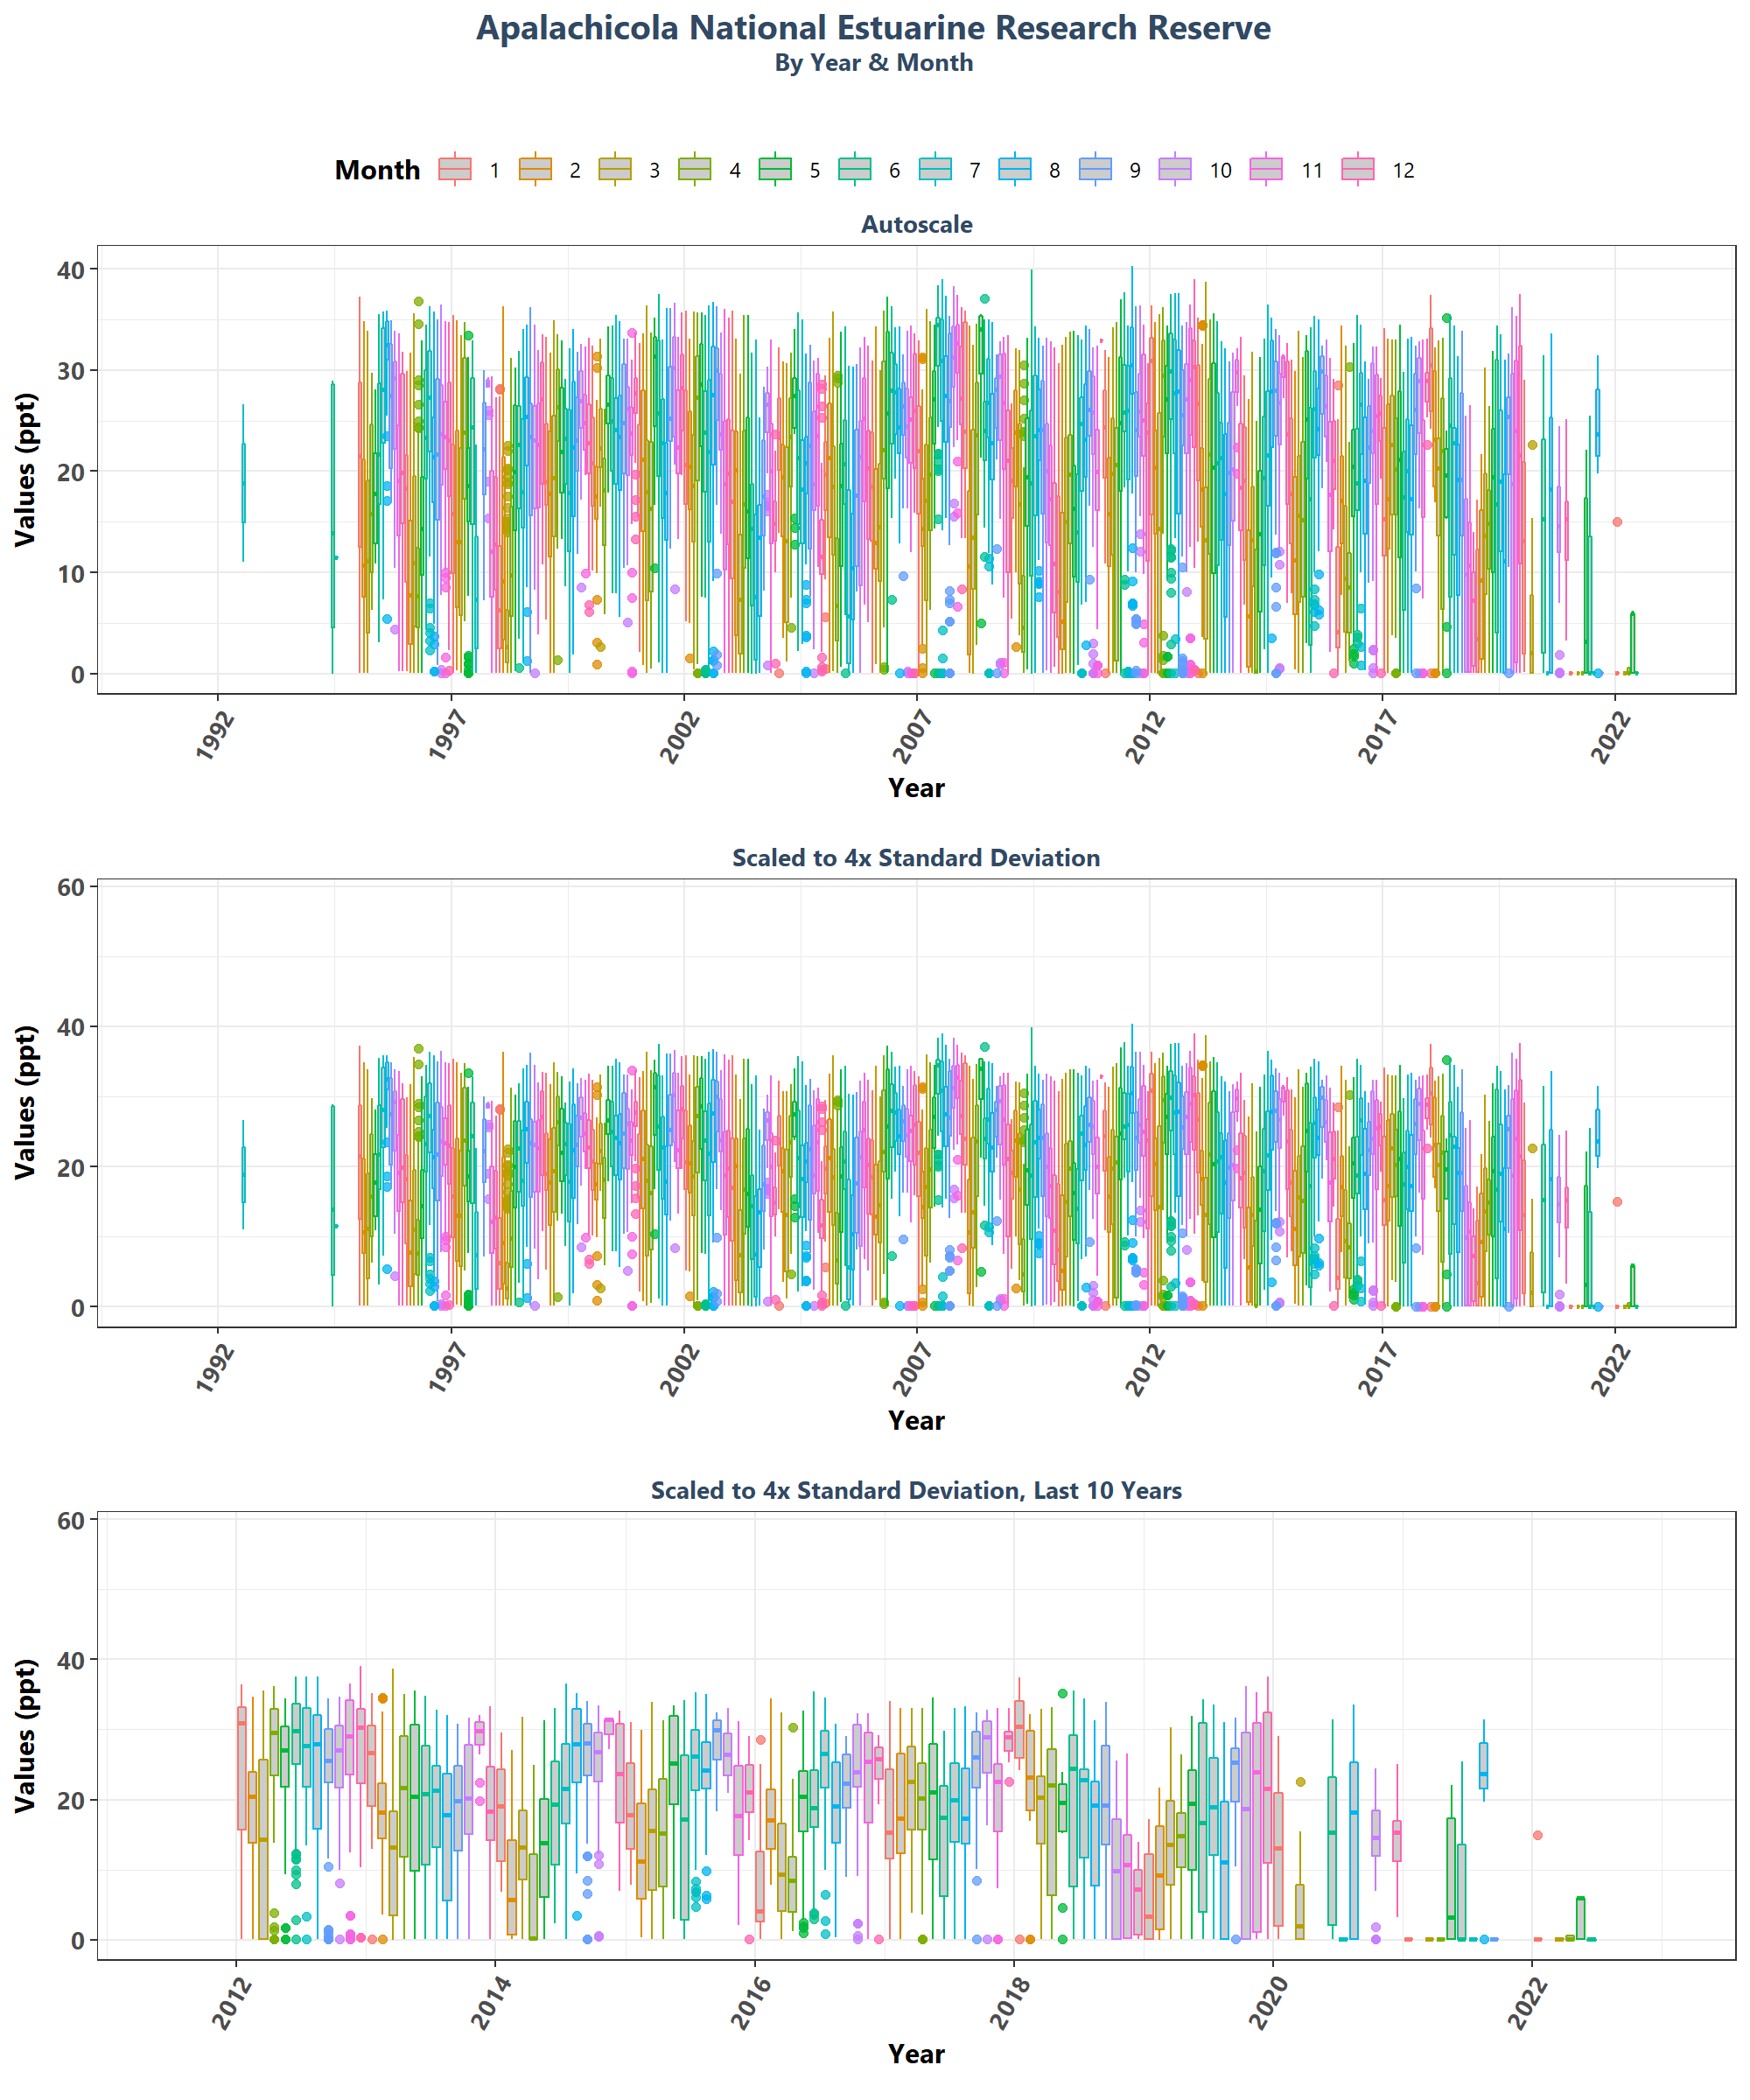 Apalachicola National Estuarine Research Reserve
By Year & Month
Month 1 2 3 4 5 6 7 8 9 10 11 12
Autoscale
Values (ppt)
40
30
20
10
0
1992 1997 2002 2007 2012 2017 2022
Year
Scaled to 4x Standard Deviation
Values (ppt)
60
40
20
0
1992 1997 2002 2007 2012 2017 2022
Year
Scaled to 4x Standard Deviation, Last 10 Years
Values (ppt)
60
40
20
0
2012 2014 2016 2018 2020 2022
Year